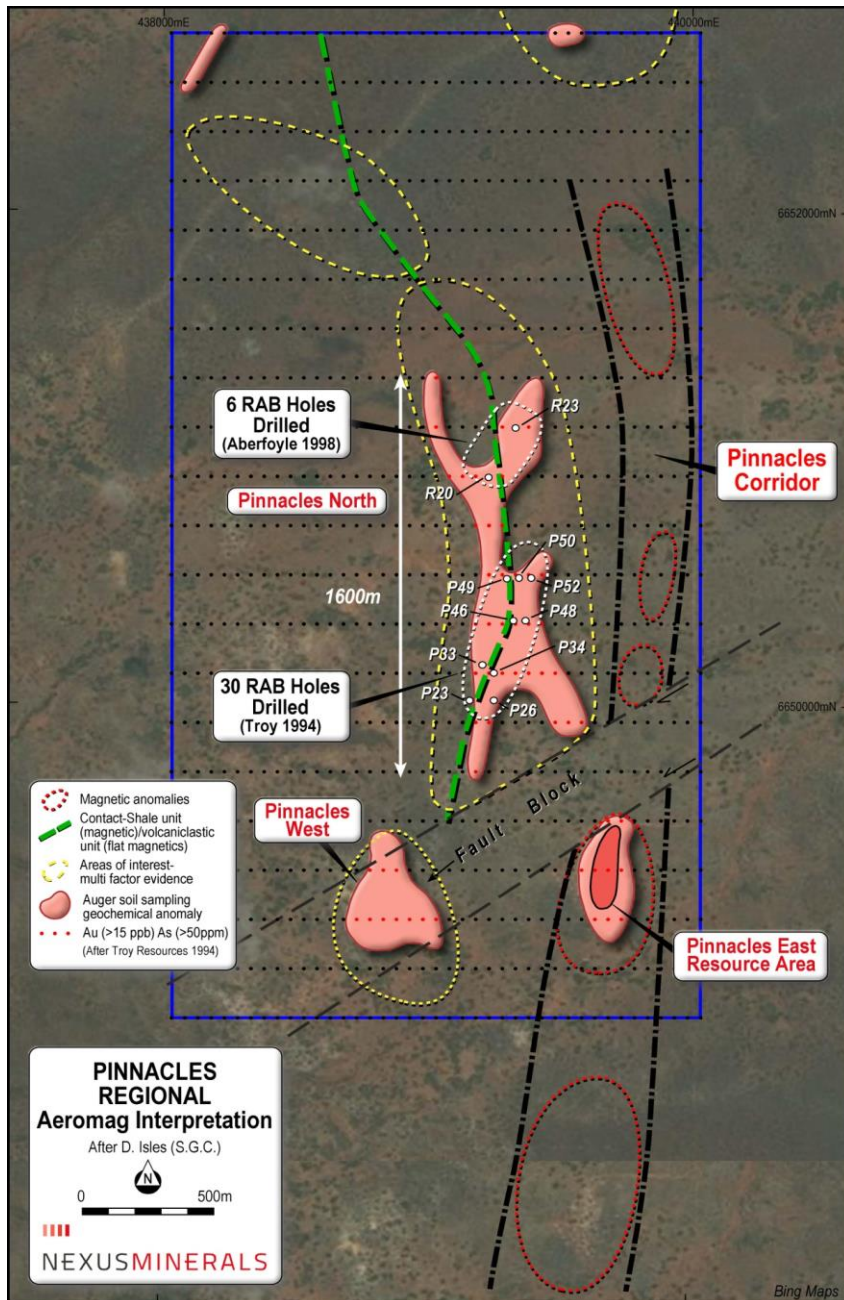 438000mE
440000mE
6652000mN
6 RAB Holes
Drilled
(Aberfoyle 1998)
R23
Pinnacles
Corridor
R20
Pinnacles North
P50
P49
P52
1600m
P46
P48
P33
P34
30 RAB Holes
Drilled
(Troy 1994)
P23
P26
6650000mN
Magnetic anomalies
Contact-Shale unit
(magnetic)/volcaniclastic
unit (flat magnetics)
Areas of interest-
multi factor evidence
Auger soil sampling
geochemical anomaly
Au (>15 ppb) As (>50ppm)
(After Troy Resources 1994)
Pinnacles
West
Fault Block
Pinnacles East
Resource Area
PINNACLES
REGIONAL
Aeromag Interpretation
After D. Isles (S.G.C.)
N
0 500m
NEXUSMINERALS
Bing Maps